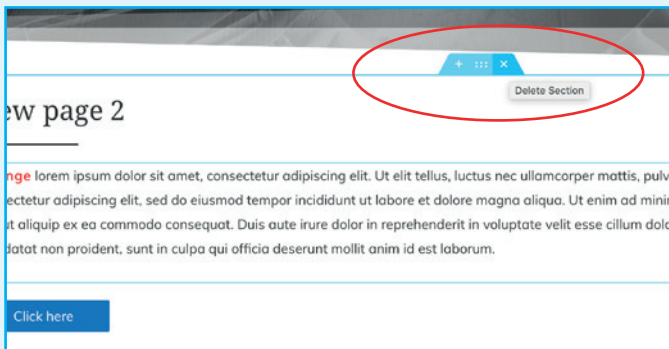 + ⋮⋮⋮ ×
Delete Section
ew page 2
nge lorem ipsum dolor sit amet, consectetur adipiscing elit. Ut elit tellus, luctus nec ullamcorper mattis, pulv
ectetur adipiscing elit, sed do eiusmod tempor incididunt ut labore et dolore magna aliqua. Ut enim ad minim
ut aliquip ex ea commodo consequat. Duis aute irure dolor in reprehenderit in voluptate velit esse cillum dolo
datat non proident, sunt in culpa qui officia deserunt mollit anim id est laborum.
Click here